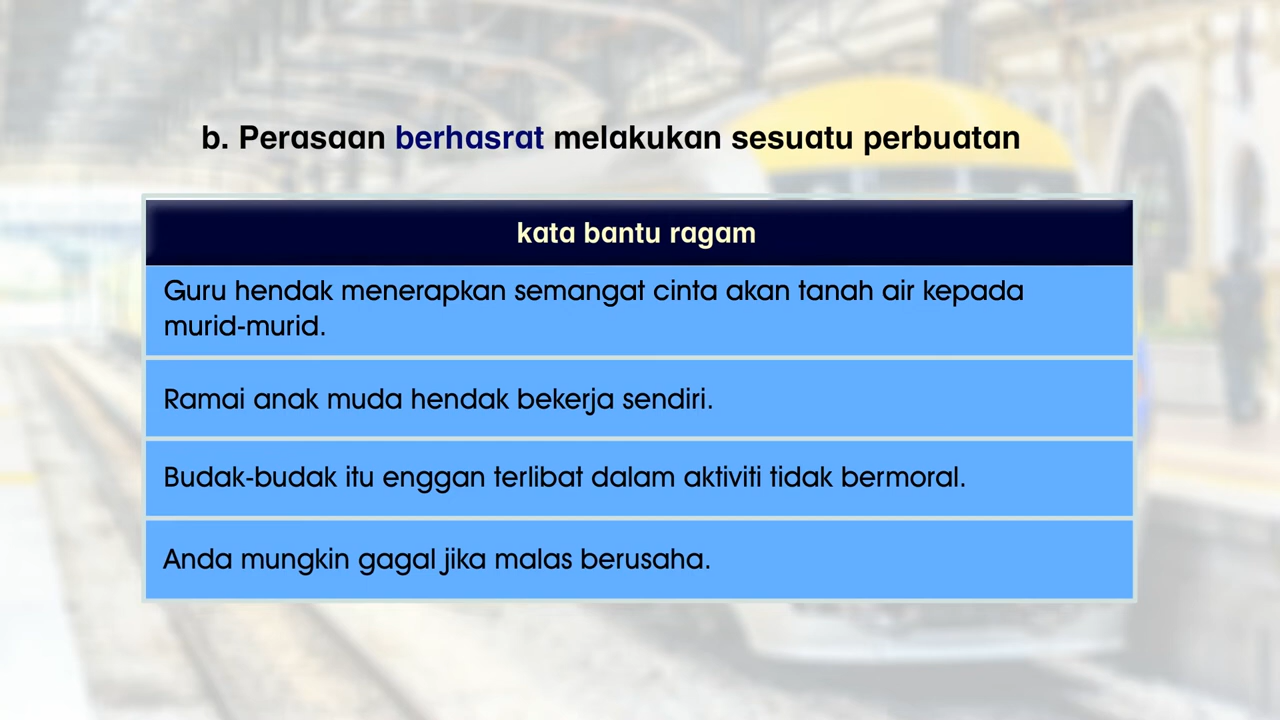 b. Perasaan berhasrat melakukan sesuatu perbuatan
kata bantu ragam
Guru hendak menerapkan semangat cinta akan tanah air kepada
murid-murid.
Ramai anak muda hendak bekerja sendiri.
Budak-budak itu enggan terlibat dalam aktiviti tidak bermoral.
Anda mungkin gagal jika malas berusaha.